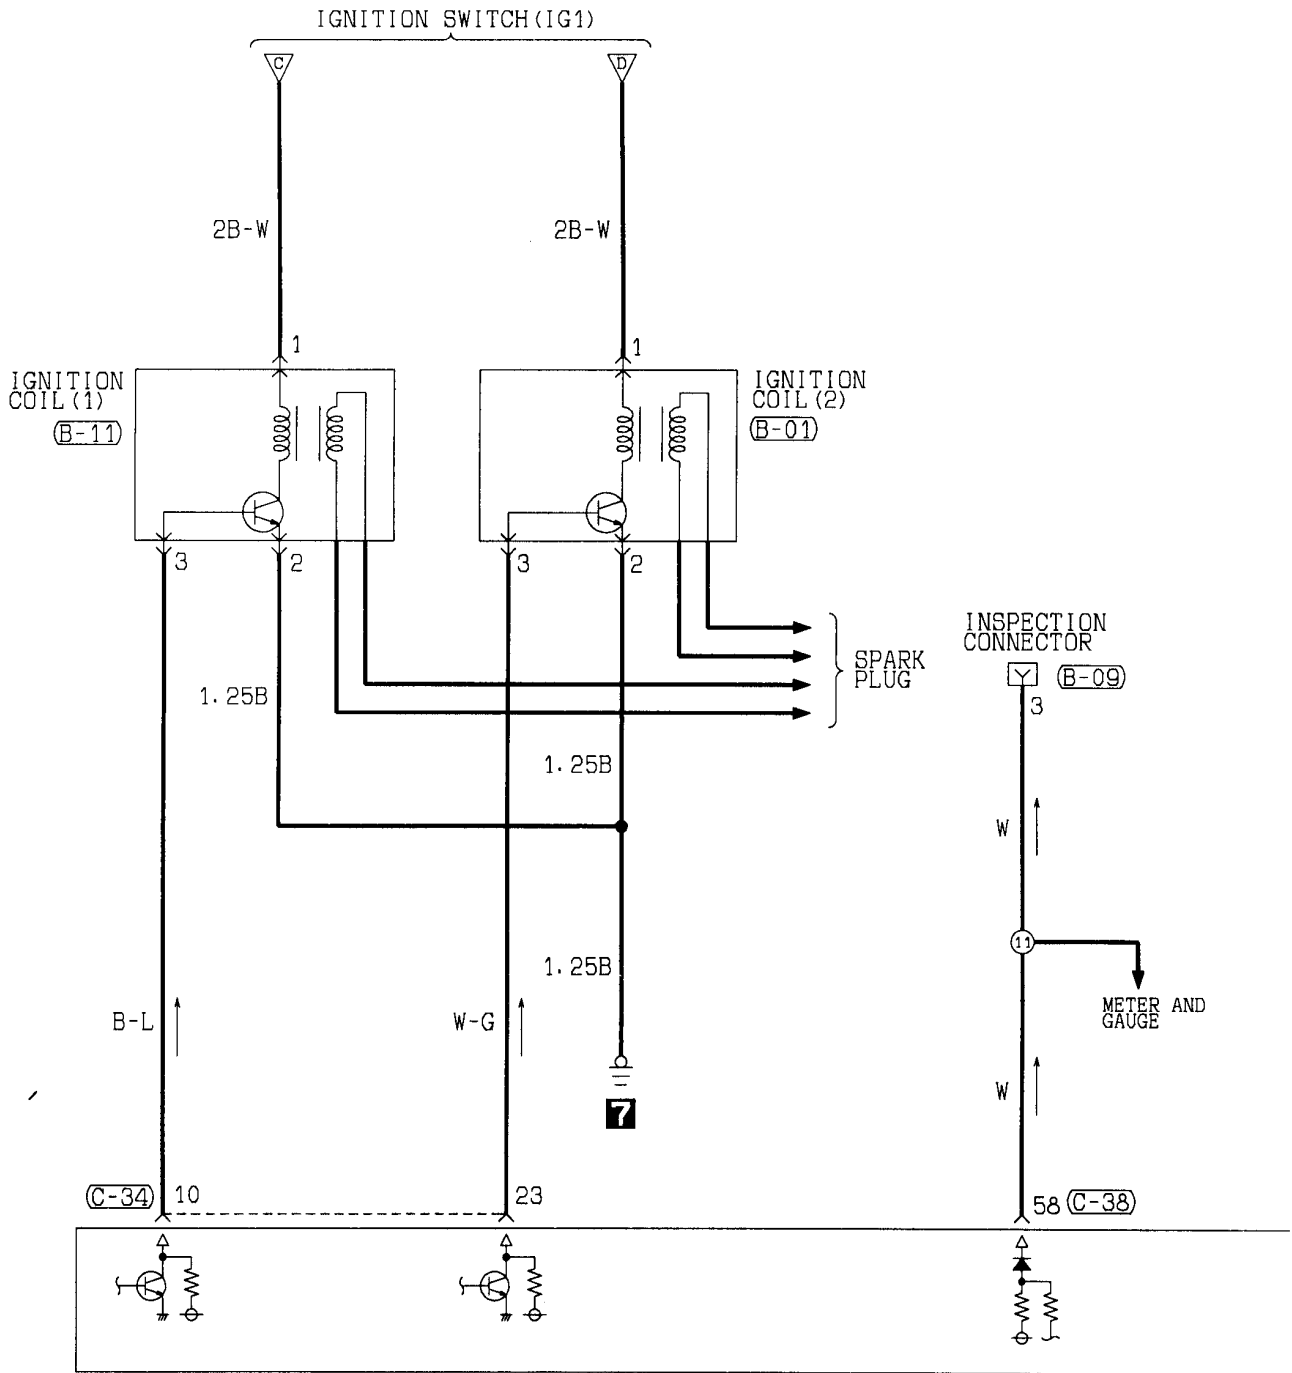 IGNITION SWITCH(IG1)
C
D
2B-W
2B-W
1
1
IGNITION
COIL(1)
B-11
IGNITION
COIL(2)
B-01
3
2
3
2
INSPECTION
CONNECTOR
B-09
3
SPARK
PLUG
1.25B
1.25B
W
11
1.25B
METER AND
GAUGE
B-L
W-G
W
7
C-34
10
23
58
C-38